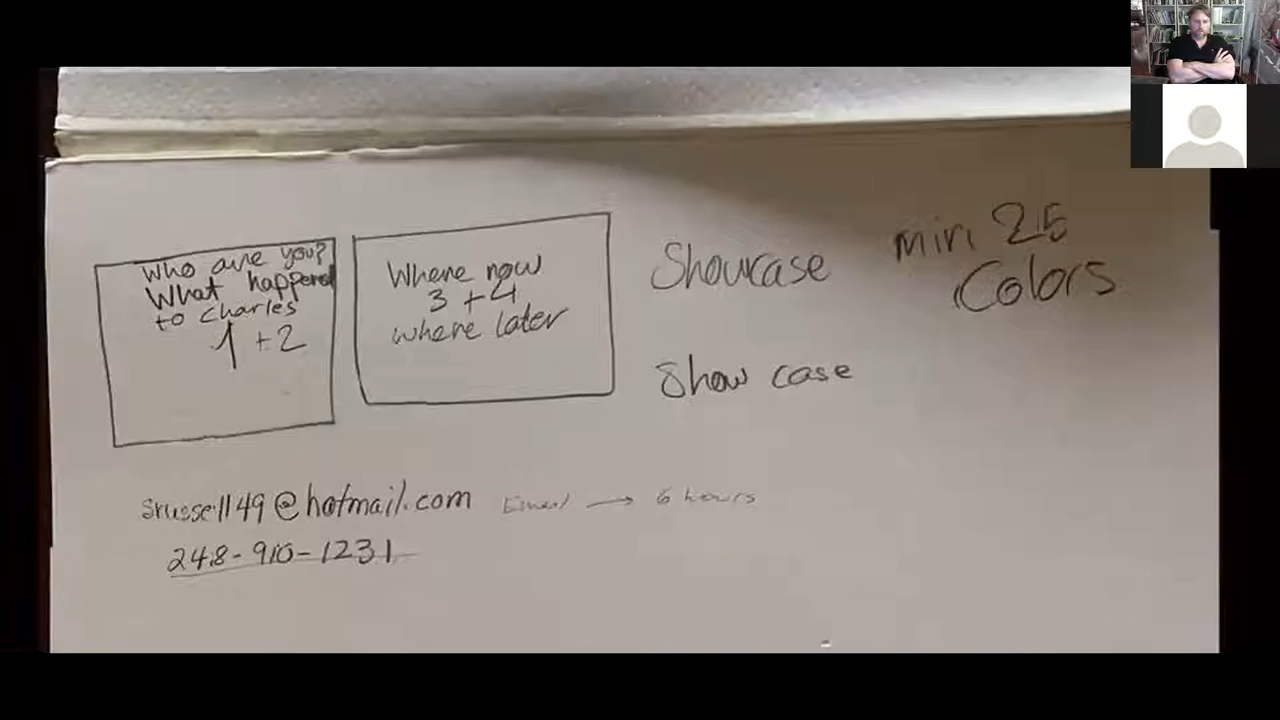 Who are you?
What happened
to Charles
1 + 2
Where now
3 + 4
where later
Showcase
Show case
min 25
Colors
srussell49@hotmail.com
Email → 6 hours
248-910-1231